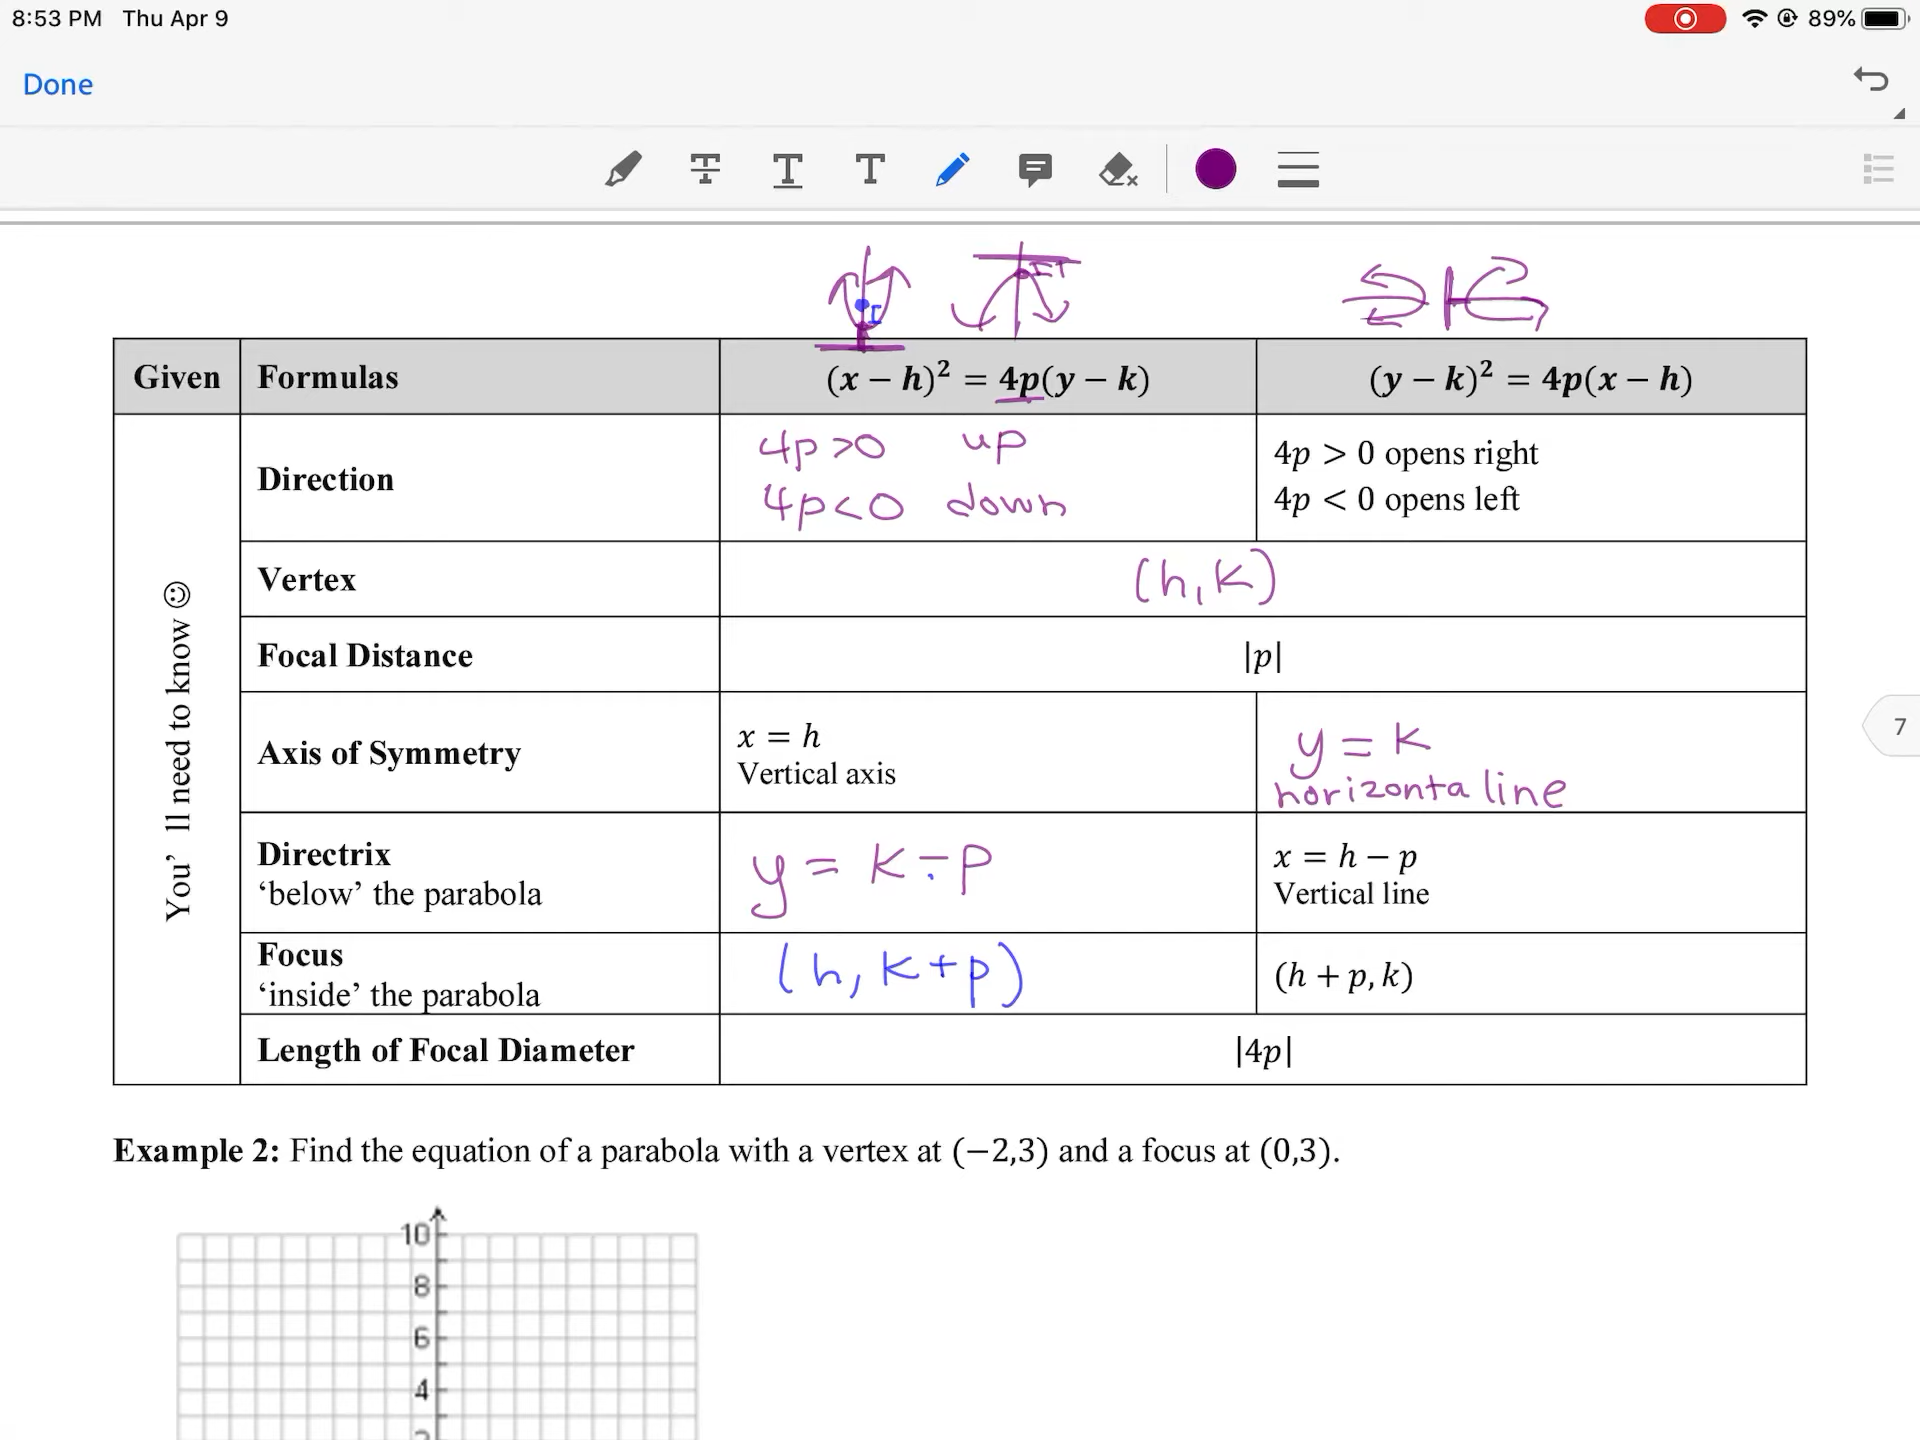 8:53 PM Thu Apr 9
89%
Done
Given
Formulas
(x − h)² = 4p(y − k)
(y − k)² = 4p(x − h)
You' ll need to know ☺
Direction
4p>0 up
4p<0 down
4p > 0 opens right
4p < 0 opens left
Vertex
(h,k)
Focal Distance
|p|
Axis of Symmetry
x = h
Vertical axis
y = k
horizonta line
Directrix
‘below’ the parabola
y = k-p
x = h − p
Vertical line
Focus
‘inside’ the parabola
(h, k+p)
(h + p, k)
Length of Focal Diameter
|4p|
7
Example 2: Find the equation of a parabola with a vertex at (−2,3) and a focus at (0,3).
10
8
6
4